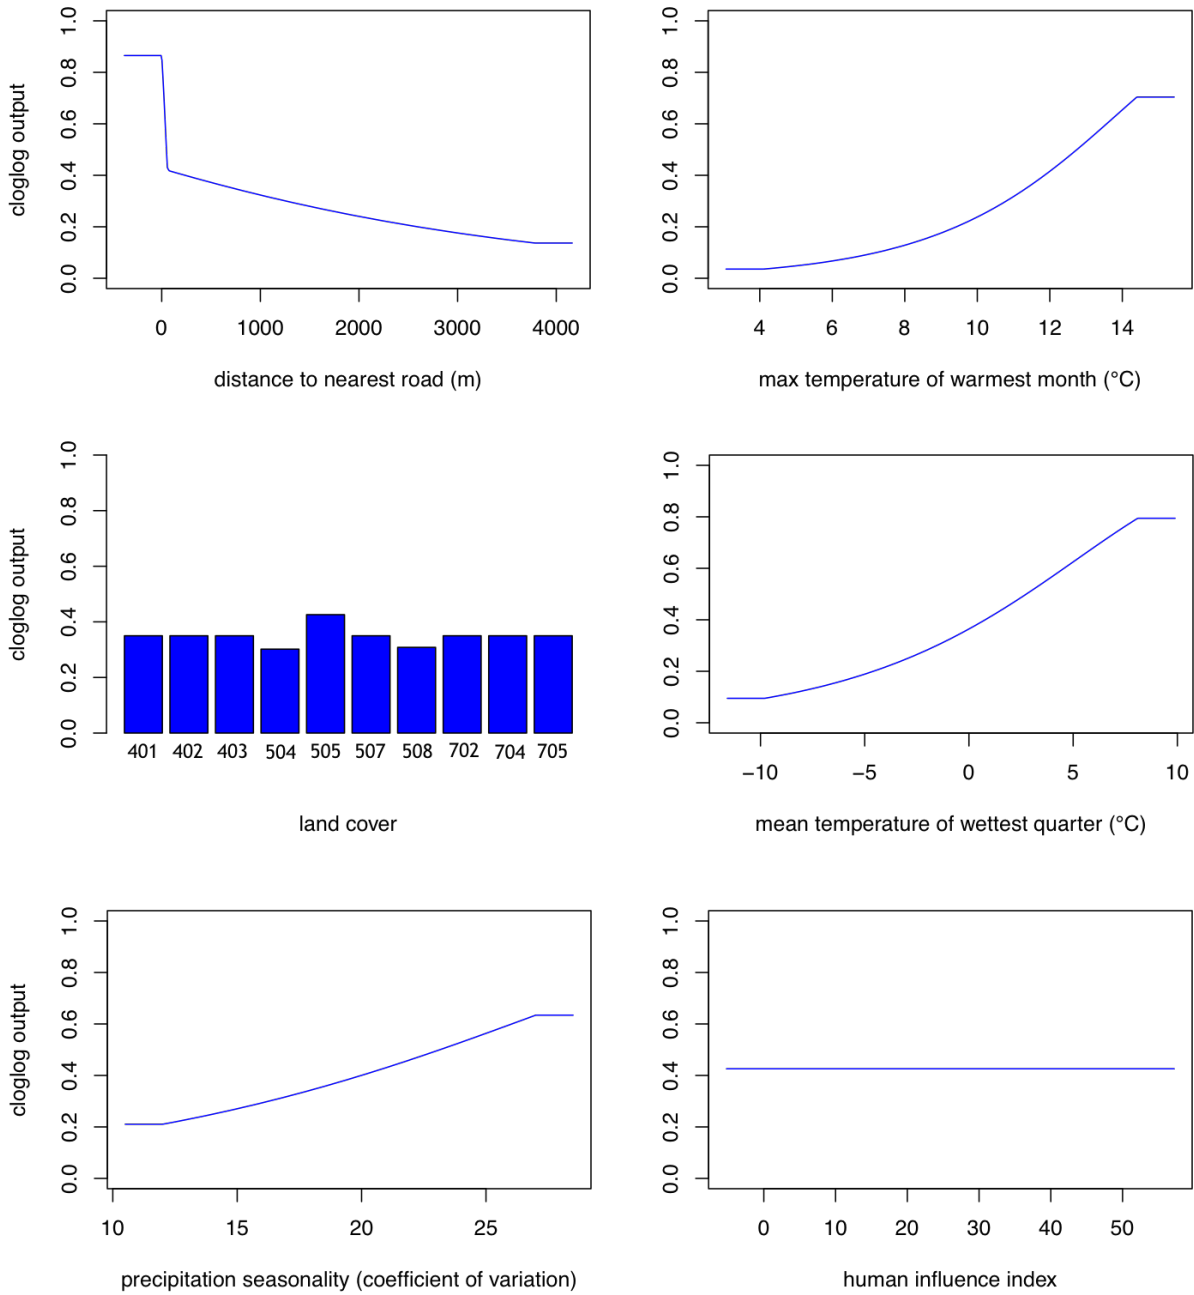 cloglog output
0.0 0.2 0.4 0.6 0.8 1.0
0 1000 2000 3000 4000
distance to nearest road (m)
0.0 0.2 0.4 0.6 0.8 1.0
4 6 8 10 12 14
max temperature of warmest month (°C)
cloglog output
0.0 0.2 0.4 0.6 0.8 1.0
401 402 403 504 505 507 508 702 704 705
land cover
0.0 0.2 0.4 0.6 0.8 1.0
−10 −5 0 5 10
mean temperature of wettest quarter (°C)
cloglog output
0.0 0.2 0.4 0.6 0.8 1.0
10 15 20 25
precipitation seasonality (coefficient of variation)
0.0 0.2 0.4 0.6 0.8 1.0
0 10 20 30 40 50
human influence index